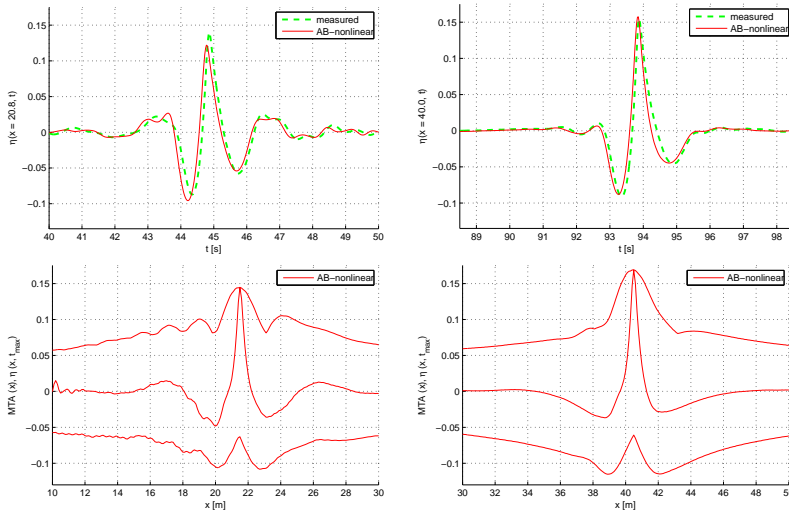 measured
AB−nonlinear
0.15
0.1
0.05
0
−0.05
−0.1
η(x = 20.8, t)
40 41 42 43 44 45 46 47 48 49 50
t [s]
measured
AB−nonlinear
0.15
0.1
0.05
0
−0.05
−0.1
η(x = 40.0, t)
89 90 91 92 93 94 95 96 97 98
t [s]
AB−nonlinear
0.15
0.1
0.05
0
−0.05
−0.1
MTA (x), η (x, t_max)
10 12 14 16 18 20 22 24 26 28 30
x [m]
AB−nonlinear
0.15
0.1
0.05
0
−0.05
−0.1
MTA (x), η (x, t_max)
30 32 34 36 38 40 42 44 46 48
x [m]